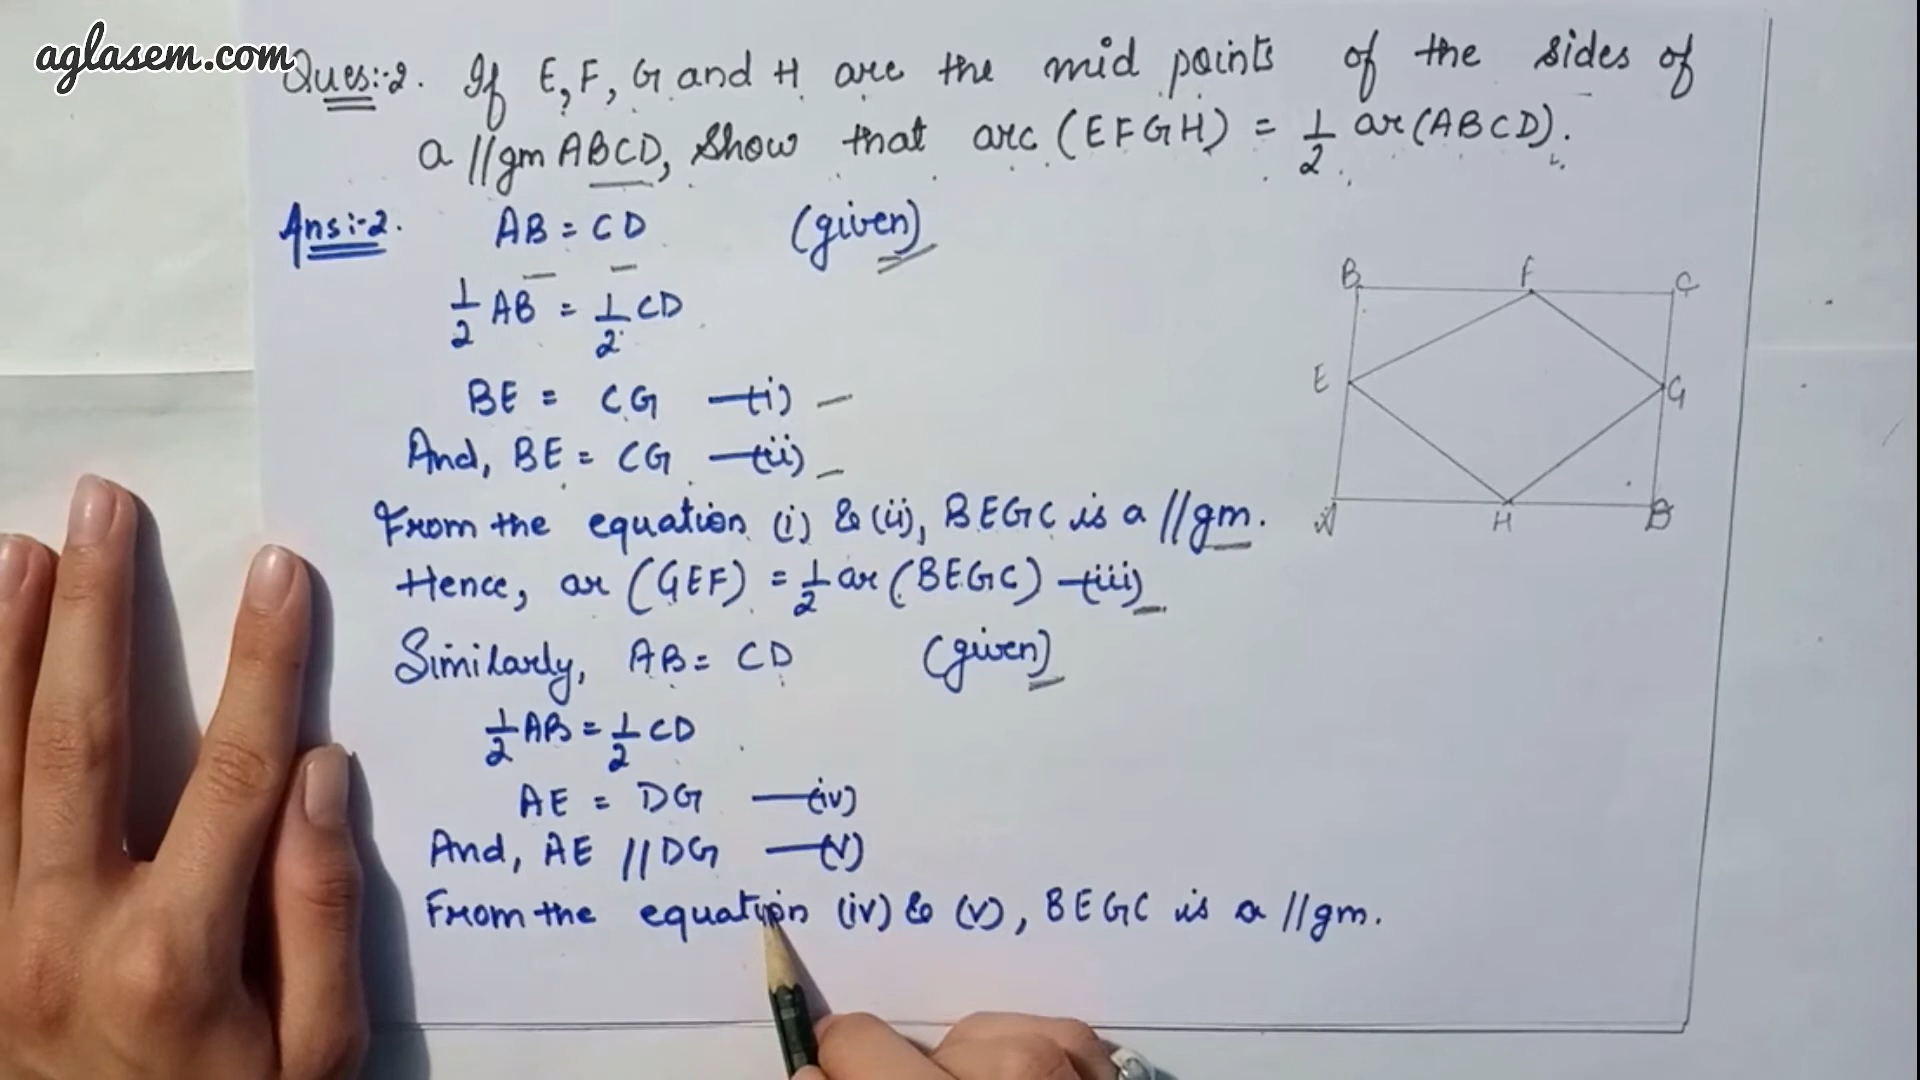 aglasem.com
Ques:-2. If E, F, G and H are the mid points of the sides of
a //gm ABCD, Show that arc (EFGH) = 1/2 ar(ABCD).
Ans:-2. AB = CD (given)
1/2 AB = 1/2 CD
BE = CG —(i)
And, BE = CG —(ii)
From the equation (i) & (ii), BEGC is a //gm.
Hence, ar (GEF) = 1/2 ar (BEGC) —(iii)
Similarly, AB = CD (given)
1/2 AB = 1/2 CD
AE = DG —(iv)
And, AE // DG —(v)
From the equation (iv) & (v), BEGC is a //gm.
B F C
E G
A H D